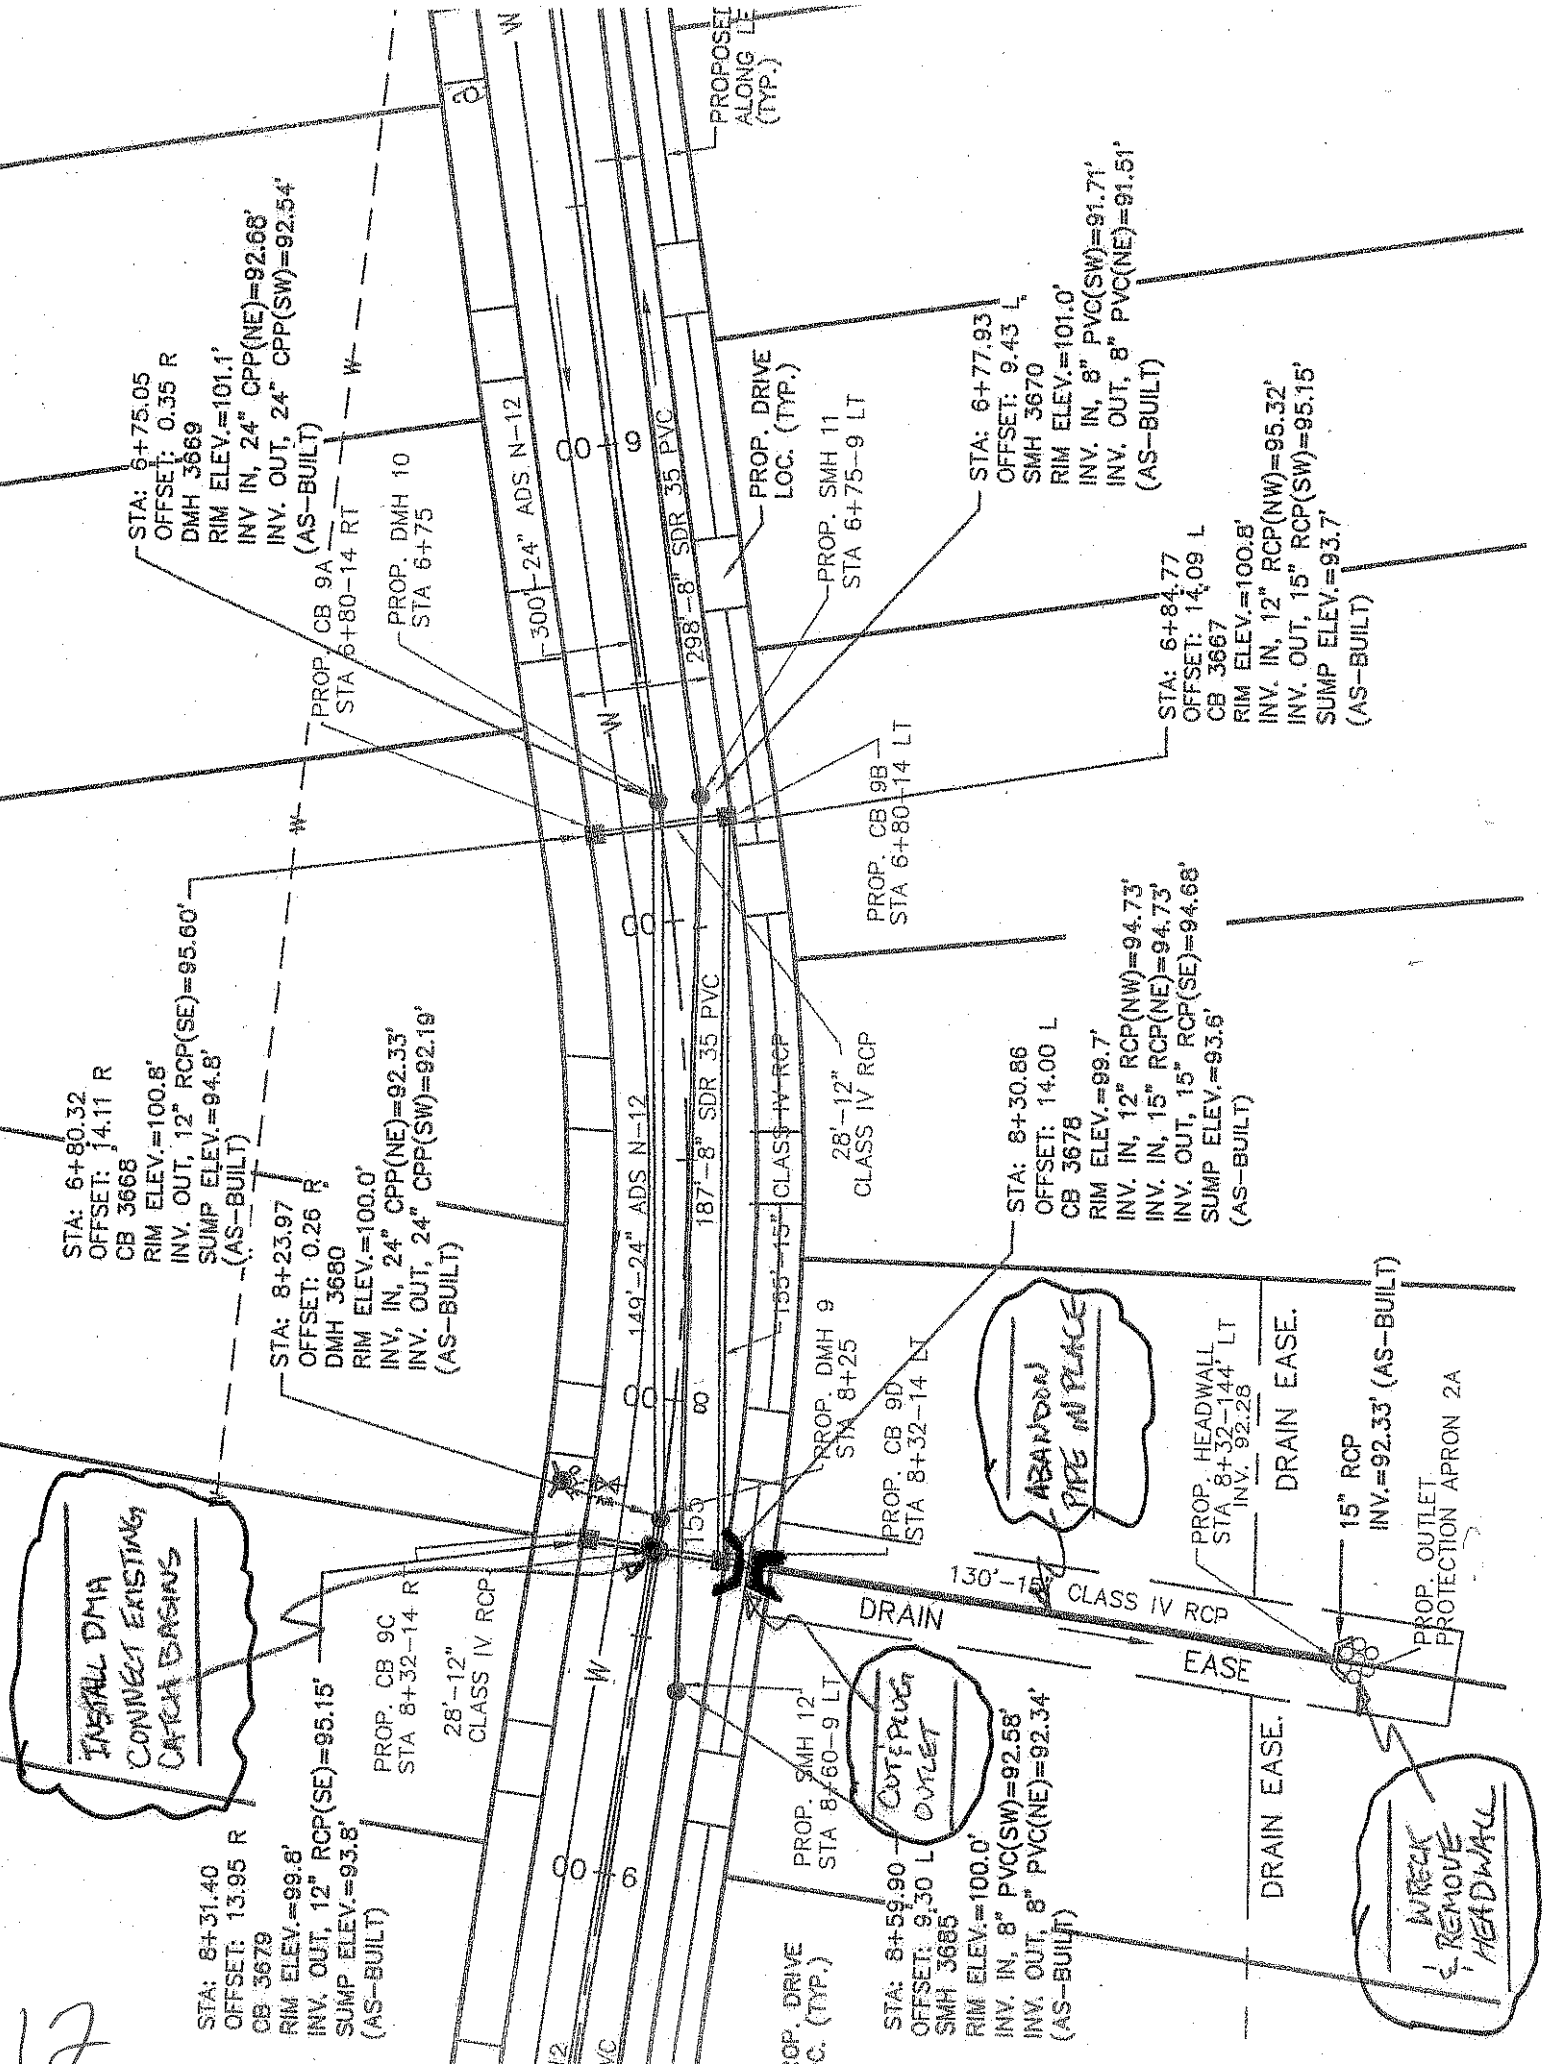 STA: 6+75.05
OFFSET: 0.35 R
DMH 3669
RIM ELEV.=101.1'
INV IN, 24" CPP(NE)=92.68'
INV. OUT, 24" CPP(SW)=92.54'
(AS-BUILT)
PROP. CB 9A
STA 6+80-14 RT
PROP. DMH 10
STA 6+75
STA: 6+80.32
OFFSET: 14.11 R
CB 3668
RIM ELEV.=100.8'
INV. OUT, 12" RCP(SE)=95.60'
SUMP ELEV.=94.8'
(AS-BUILT)
STA: 8+23.97
OFFSET: 0.26 R
DMH 3680
RIM ELEV.=100.0'
INV, IN, 24" CPP(NE)=92.33'
INV. OUT, 24" CPP(SW)=92.19'
(AS-BUILT)
INSTALL DMH
CONNECT EXISTING
CATCH BASINS
STA: 8+31.40
OFFSET: 13.95 R
CB 3679
RIM ELEV.=99.8'
INV. OUT, 12" RCP(SE)=95.15'
SUMP ELEV.=93.8'
(AS-BUILT)
PROP. CB 9C
STA 8+32-14 R
28'-12"
CLASS IV RCP
W
W
W
W
W
W
W
300'-24" ADS N-12
298'-8" SDR 35 PVC
149'-24" ADS N-12
187'-8" SDR 35 PVC
155'-15" CLASS IV RCP
155
00
6
00
00
8
00
9
12
VC
PROPOSED
ALONG LE
(TYP.)
PROP. DRIVE
LOC. (TYP.)
PROP. SMH 11
STA 6+75-9 LT
STA: 6+77.93
OFFSET: 9.43 L
SMH 3670
RIM ELEV.=101.0'
INV. IN, 8" PVC(SW)=91.71'
INV. OUT, 8" PVC(NE)=91.51'
(AS-BUILT)
STA: 6+84.77
OFFSET: 14.09 L
CB 3667
RIM ELEV.=100.8'
INV. IN, 12" RCP(NW)=95.32'
INV. OUT, 15" RCP(SW)=95.15'
SUMP ELEV.=93.7'
(AS-BUILT)
PROP. CB 9B
STA 6+80-14 LT
28'-12"
CLASS IV RCP
STA: 8+30.86
OFFSET: 14.00 L
CB 3678
RIM ELEV.=99.7'
INV. IN, 12" RCP(NW)=94.73'
INV. IN, 15" RCP(NE)=94.73'
INV. OUT, 15" RCP(SE)=94.68'
SUMP ELEV.=93.6'
(AS-BUILT)
PROP. DMH 9
STA 8+25
PROP. CB 9D
STA 8+32-14 LT
ABANDON
PIPE IN PLACE
PROP. HEADWALL
STA 8+32-144' LT
INV. 92.28
DRAIN EASE.
15" RCP
INV.=92.33' (AS-BUILT)
PROP. OUTLET
PROTECTION APRON 2A
130'-15" CLASS IV RCP
DRAIN
EASE
CUT & PLUG
OUTLET
PROP. SMH 12
STA 8+60-9 LT
STA: 8+59.90
OFFSET: 9.30 L
SMH 3685
RIM ELEV.=100.0'
INV. IN, 8" PVC(SW)=92.58'
INV. OUT, 8" PVC(NE)=92.34'
(AS-BUILT)
OP. DRIVE
C. (TYP.)
DRAIN EASE.
WRECK
& REMOVE
HEADWALL